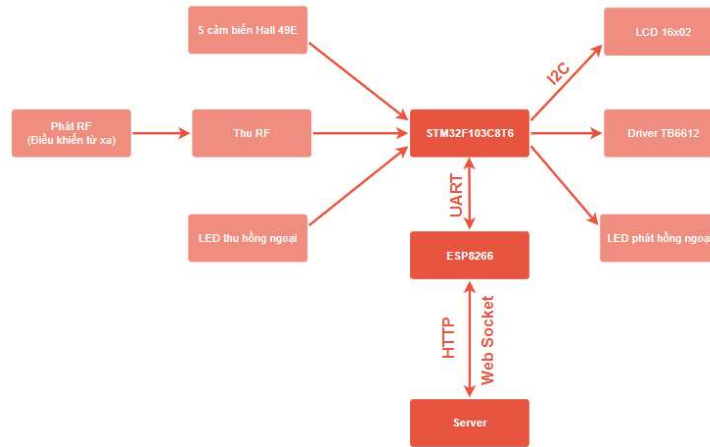 5 cảm biến Hall 49E
LCD 16x02
I2C
Phát RF
(Điều khiển từ xa)
Thu RF
STM32F103C8T6
Driver TB6612
UART
LED thu hồng ngoại
ESP8266
LED phát hồng ngoại
HTTP
Web Socket
Server